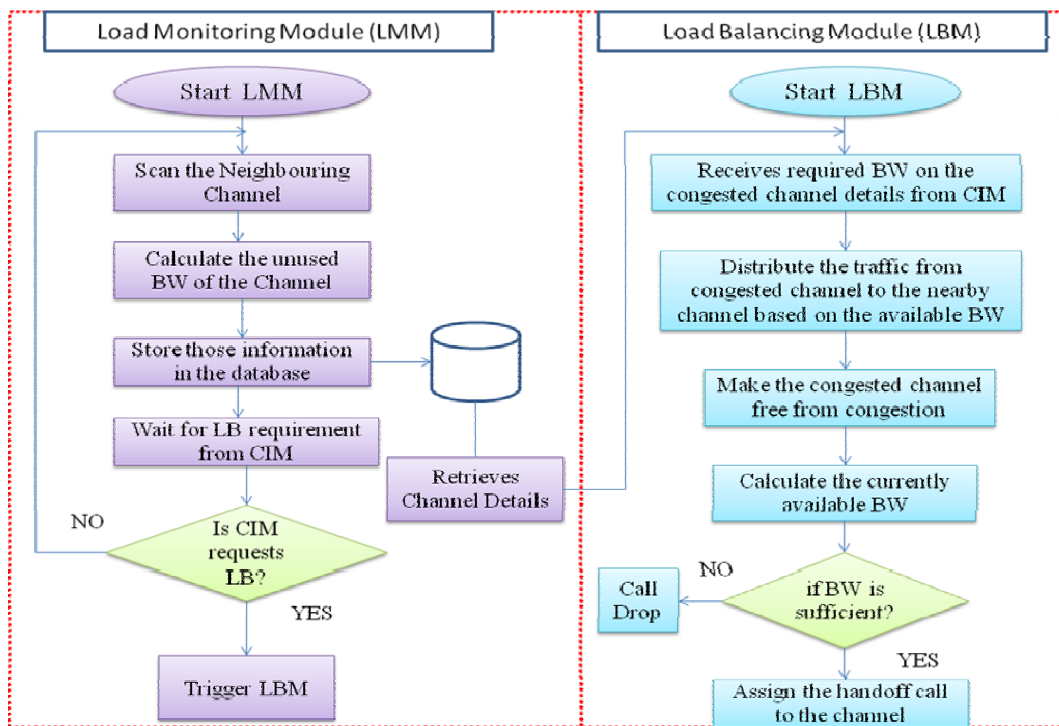 Load Monitoring Module (LMM)
Start LMM
Scan the Neighbouring
Channel
Calculate the unused
BW of the Channel
Store those information
in the database
Wait for LB requirement
from CIM
Retrieves
Channel Details
NO
Is CIM
requests
LB?
YES
Trigger LBM
Load Balancing Module (LBM)
Start LBM
Receives required BW on the
congested channel details from CIM
Distribute the traffic from
congested channel to the nearby
channel based on the available BW
Make the congested channel
free from congestion
Calculate the currently
available BW
NO
Call
Drop
if BW is
sufficient?
YES
Assign the handoff call
to the channel